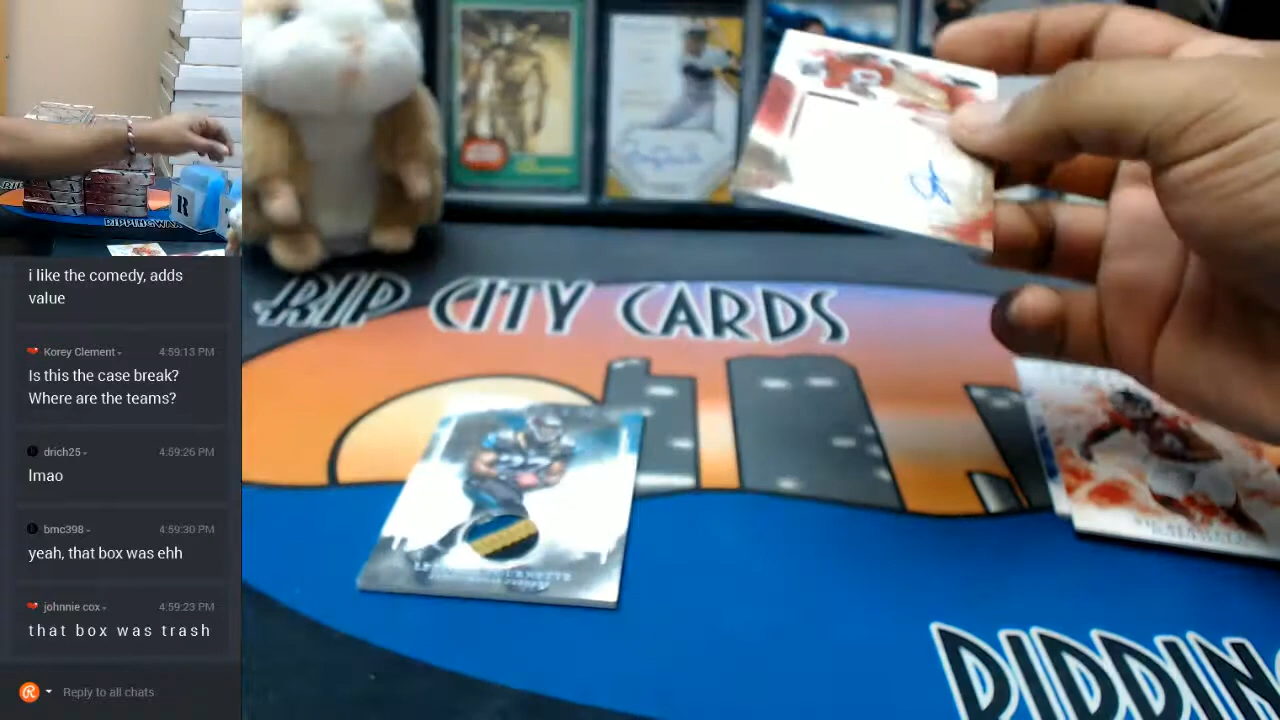 i like the comedy, adds
value
Korey Clement
4:59:13 PM
Is this the case break?
Where are the teams?
drich25
4:59:26 PM
lmao
bmc398
4:59:30 PM
yeah, that box was ehh
johnnie cox
4:59:23 PM
that box was trash
Reply to all chats
RIP CITY CARDS
RIPPINGWAX
R